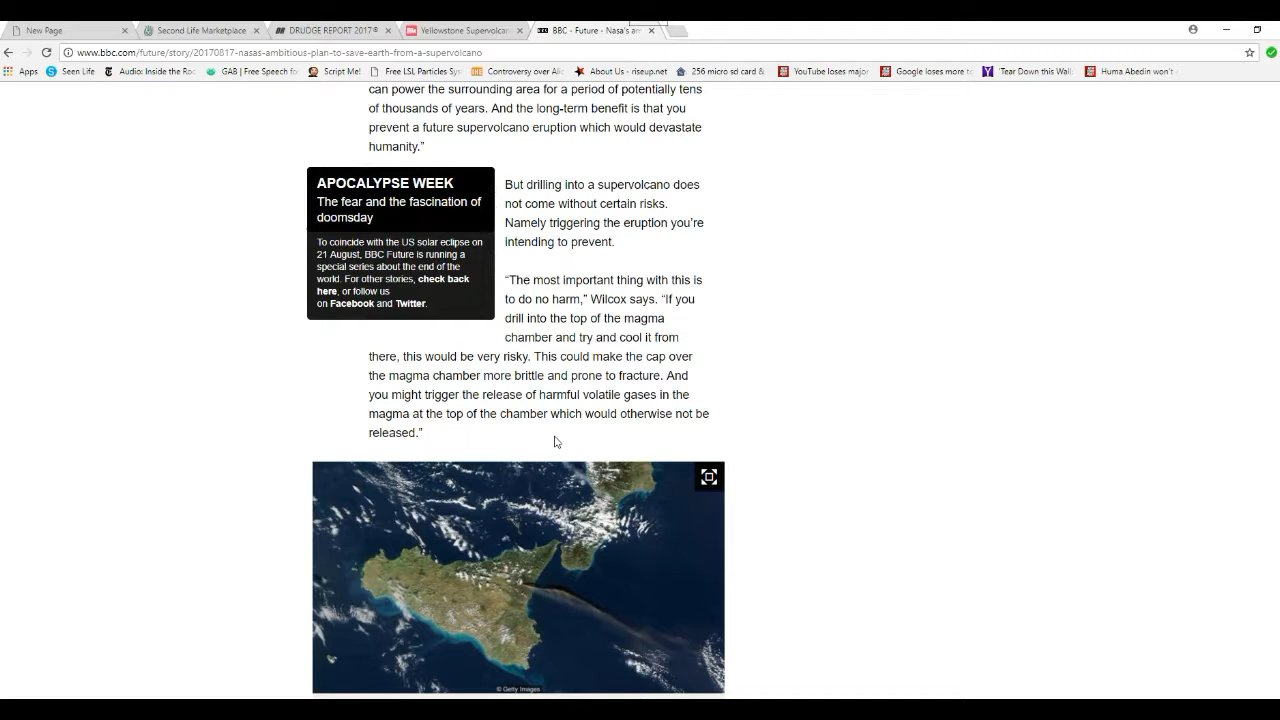 New Page
Second Life Marketplace
DRUDGE REPORT 2017®
Yellowstone Supervolcan
BBC - Future - Nasa's am
www.bbc.com/future/story/20170817-nasas-ambitious-plan-to-save-earth-from-a-supervolcano
Apps
Seen Life
Audio: Inside the Roc
GAB | Free Speech fo
Script Me!
Free LSL Particles Sys
Controversy over Alic
About Us - riseup.net
256 micro sd card &
YouTube loses major
Google loses more to
'Tear Down this Wall
Huma Abedin won't
can power the surrounding area for a period of potentially tens
of thousands of years. And the long-term benefit is that you
prevent a future supervolcano eruption which would devastate
humanity.”
APOCALYPSE WEEK
The fear and the fascination of
doomsday
To coincide with the US solar eclipse on
21 August, BBC Future is running a
special series about the end of the
world. For other stories, check back
here, or follow us
on Facebook and Twitter.
But drilling into a supervolcano does
not come without certain risks.
Namely triggering the eruption you’re
intending to prevent.
“The most important thing with this is
to do no harm,” Wilcox says. “If you
drill into the top of the magma
chamber and try and cool it from
there, this would be very risky. This could make the cap over
the magma chamber more brittle and prone to fracture. And
you might trigger the release of harmful volatile gases in the
magma at the top of the chamber which would otherwise not be
released.”
© Getty Images